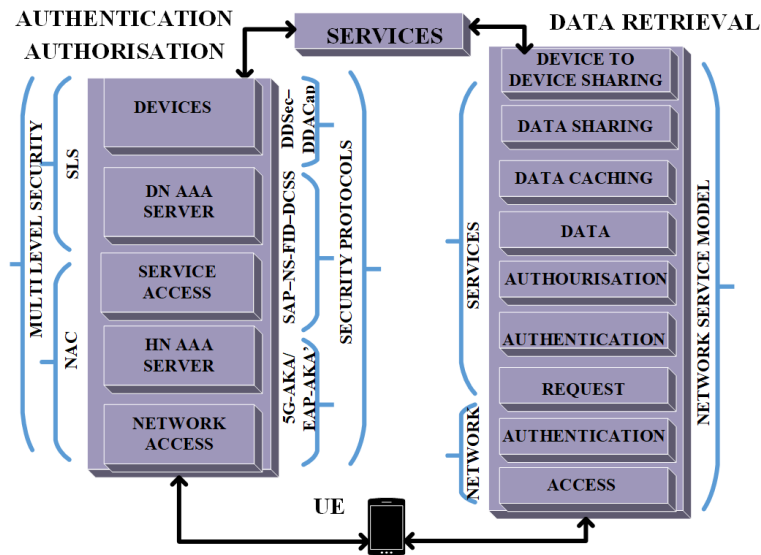 AUTHENTICATION
AUTHORISATION
SERVICES
DATA RETRIEVAL
MULTI LEVEL SECURITY
SLS
NAC
DEVICES
DN AAA
SERVER
SERVICE
ACCESS
HN AAA
SERVER
NETWORK
ACCESS
DDSec–
DDACap
SAP–NS-FID–DCSS
5G-AKA/
EAP-AKA’
SECURITY PROTOCOLS
SERVICES
NETWORK
DEVICE TO
DEVICE SHARING
DATA SHARING
DATA CACHING
DATA
AUTHOURISATION
AUTHENTICATION
REQUEST
AUTHENTICATION
ACCESS
NETWORK SERVICE MODEL
UE